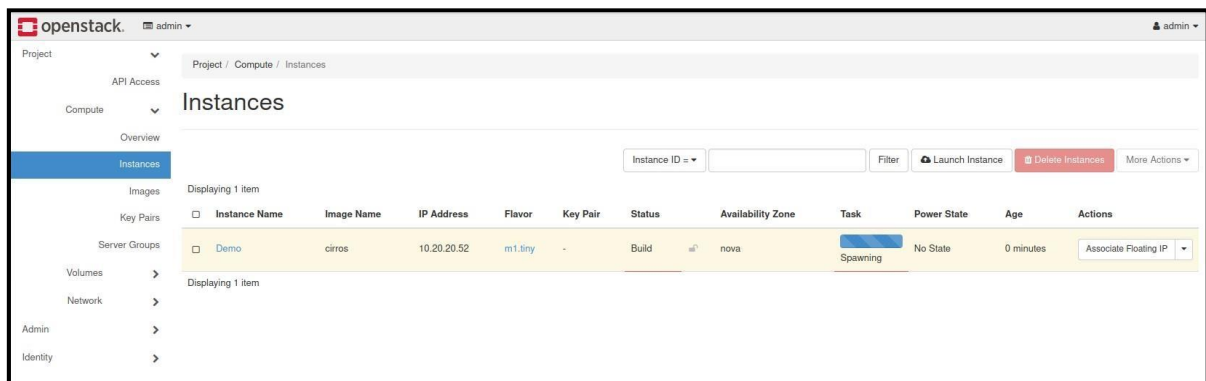 openstack. admin admin
Project
API Access
Compute
Overview
Instances
Images
Key Pairs
Server Groups
Volumes
Network
Admin
Identity
Project / Compute / Instances
Instances
Instance ID = Filter Launch Instance Delete Instances More Actions
Displaying 1 item
Instance Name Image Name IP Address Flavor Key Pair Status Availability Zone Task Power State Age Actions
Demo cirros 10.20.20.52 m1.tiny - Build nova Spawning No State 0 minutes Associate Floating IP
Displaying 1 item